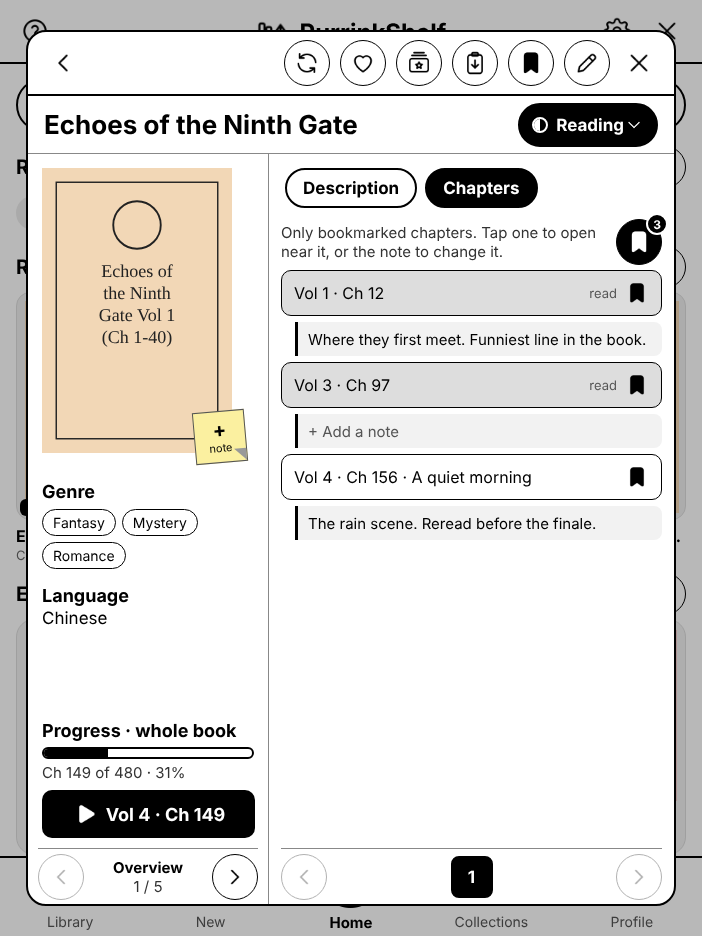 PurrinkShelf
Echoes of the Ninth Gate
Reading
Echoes of
the Ninth
Gate Vol 1
(Ch 1-40)
+
note
Genre
Fantasy
Mystery
Romance
Language
Chinese
Progress · whole book
Ch 149 of 480 · 31%
Vol 4 · Ch 149
Overview
1 / 5
Description
Chapters
Only bookmarked chapters. Tap one to open
near it, or the note to change it.
3
Vol 1 · Ch 12
read
Where they first meet. Funniest line in the book.
Vol 3 · Ch 97
read
+ Add a note
Vol 4 · Ch 156 · A quiet morning
The rain scene. Reread before the finale.
1
Library
New
Home
Collections
Profile